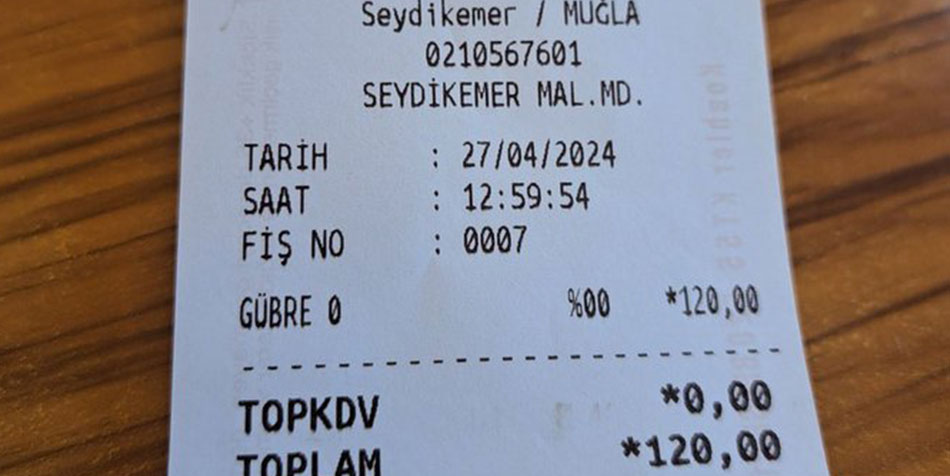 Seydikemer / MUĞLA
0210567601
SEYDİKEMER MAL.MD.
TARİH : 27/04/2024
SAAT : 12:59:54
FİŞ NO : 0007
GÜBRE 0 %00 *120,00
TOPKDV *0,00
TOPLAM *120,00